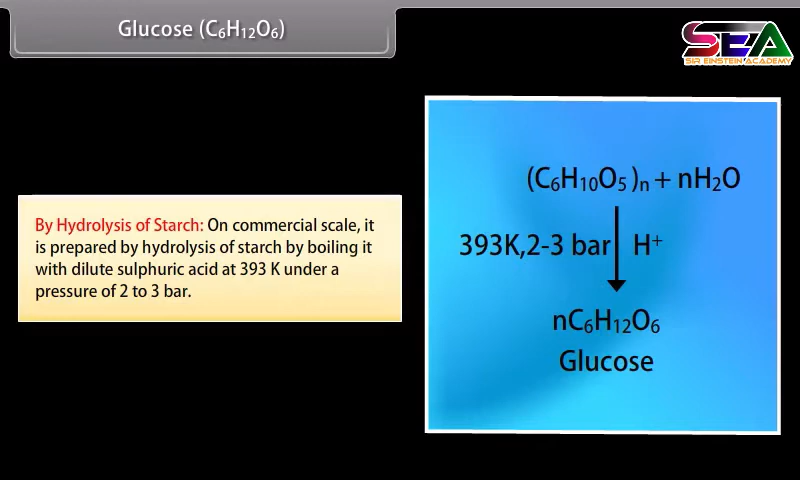 Glucose (C₆H₁₂O₆)
SEA
SIR EINSTEIN ACADEMY
By Hydrolysis of Starch: On commercial scale, it
is prepared by hydrolysis of starch by boiling it
with dilute sulphuric acid at 393 K under a
pressure of 2 to 3 bar.
(C₆H₁₀O₅)ₙ + nH₂O
393K,2-3 bar H⁺
nC₆H₁₂O₆
Glucose